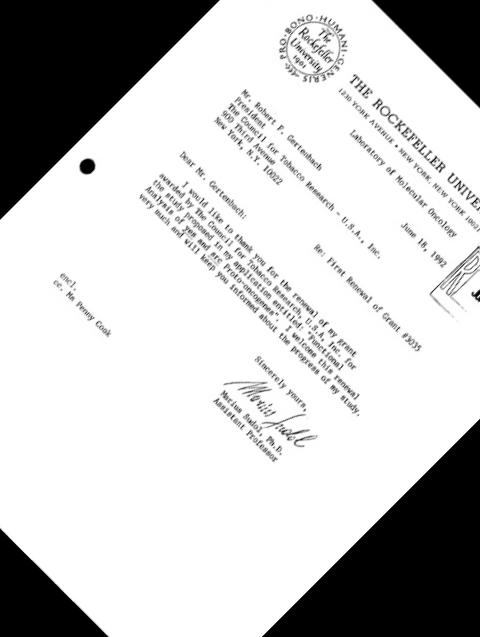 PRO·BONO·HUMANI·GENERIS
The
Rockefeller
University
1901
THE ROCKEFELLER
1230 YORK AVENUE • NEW YORK, NEW YORK 10021
Laboratory of Molecular Oncology
June 18, 1992
Mr. Robert F. Gertenbach
President
The Council for Tobacco Research - U.S.A., Inc.
900 Third Avenue
New York, N.Y. 10022
Re: First Renewal of Grant #3035
Dear Mr. Gertenbach:
I would like to thank you for the renewal of my grant
awarded by The Council for Tobacco Research, U.S.A. Inc. for
the study proposed in my application entitled: "Functional
Analysis of yes and src Proto-oncogenes". I welcome this renewal
very much and will keep you informed about the progress of my study.
Sincerely yours,
Marius Sudol
Marius Sudol, Ph.D.
Assistant Professor
encl.
cc. Ms Penny Cook